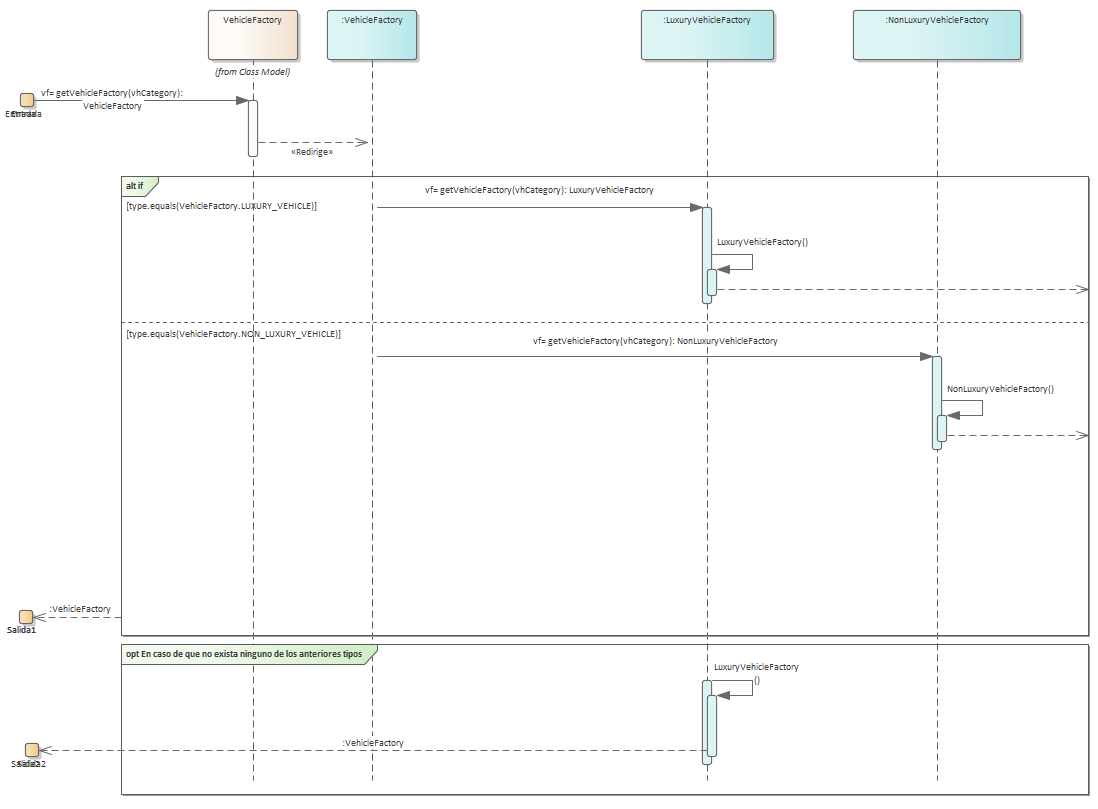 VehicleFactory
:VehicleFactory
:LuxuryVehicleFactory
:NonLuxuryVehicleFactory
(from Class Model)
vf= getVehicleFactory(vhCategory):
VehicleFactory
Entrada
«Redirige»
alt if
vf= getVehicleFactory(vhCategory): LuxuryVehicleFactory
[type.equals(VehicleFactory.LUXURY_VEHICLE)]
LuxuryVehicleFactory()
[type.equals(VehicleFactory.NON_LUXURY_VEHICLE)]
vf= getVehicleFactory(vhCategory): NonLuxuryVehicleFactory
NonLuxuryVehicleFactory()
:VehicleFactory
Salida1
opt En caso de que no exista ninguno de los anteriores tipos
LuxuryVehicleFactory
()
:VehicleFactory
Salida2